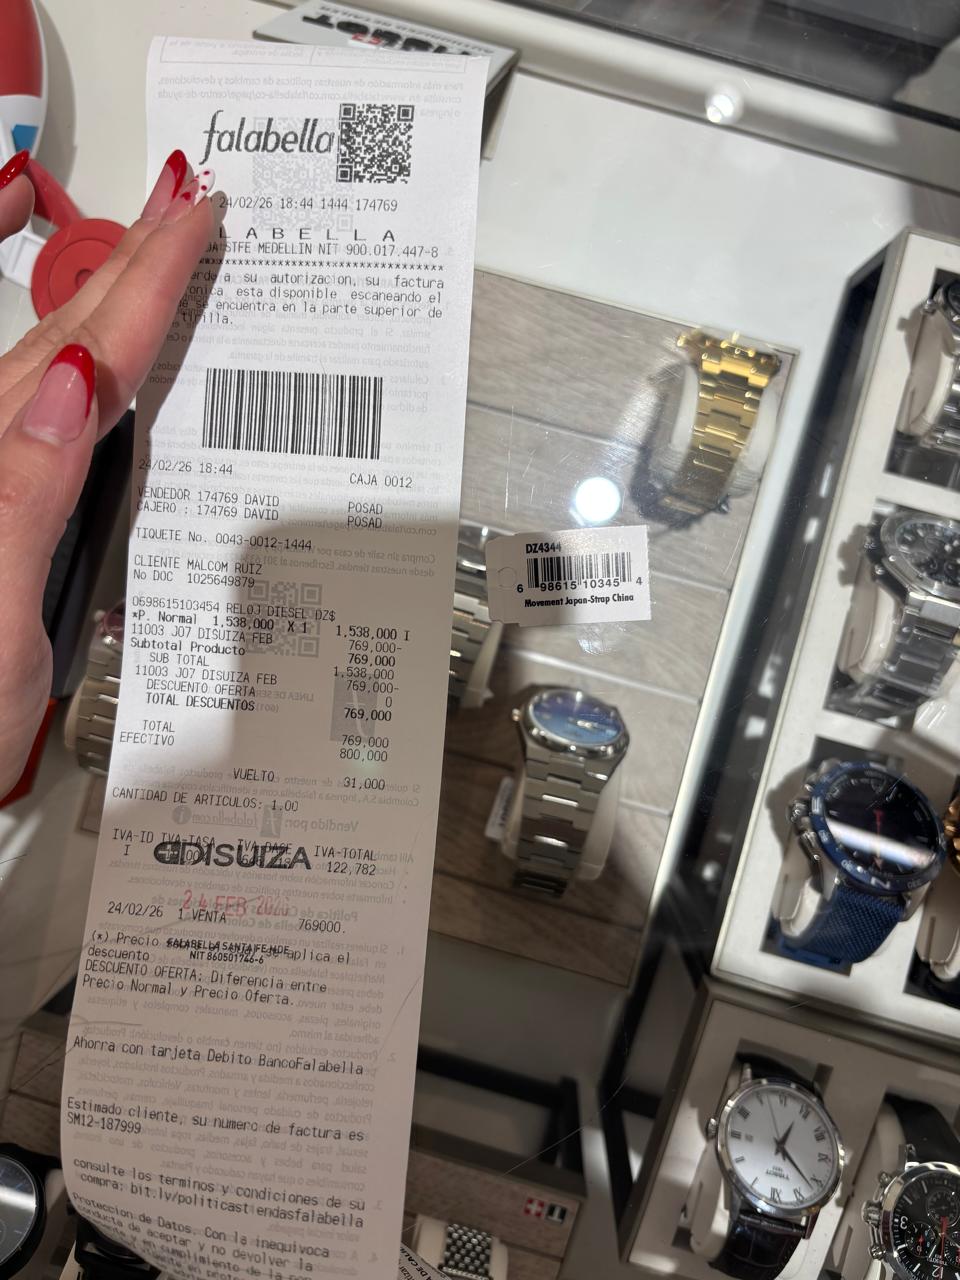 falabella
24/02/26 18:44 1444 174769
LABELLA
STFE MEDELLIN NIT 900.017.447-8
********************************
a su autorizacion, su factura
esta disponible escaneando el
se encuentra en la parte superior de
tirilla.
24/02/26 18:44
CAJA 0012
VENDEDOR 174769 DAVID POSAD
CAJERO : 174769 DAVID POSAD
TIQUETE No. 0043-0012-1444
CLIENTE MALCOM RUIZ
No DOC 1025649879
0698615103454 RELOJ DIESEL DZ$
*P. Normal 1,538,000 X 1 1,538,000 I
11003 J07 DISUIZA FEB 769,000-
Subtotal Producto 769,000
SUB TOTAL 1,538,000
11003 J07 DISUIZA FEB 769,000-
DESCUENTO OFERTA 0
TOTAL DESCUENTOS 769,000
TOTAL 769,000
EFECTIVO 800,000
VUELTO 31,000
CANTIDAD DE ARTICULOS: 1.00
IVA-ID IVA-TASA IVA-BASE IVA-TOTAL
I 122,782
DISUIZA
24 FEB
24/02/26 1 VENTA 769000.
(*) Precio aplica el
FALABELLA SANTA FE MDE
NIT 860501766-6
descuento
DESCUENTO OFERTA: Diferencia entre
Precio Normal y Precio Oferta.
Ahorra con tarjeta Debito BancoFalabella
Estimado cliente, su numero de factura es
SM12-187999
consulte los terminos y condiciones de su
compra: bit.ly/politicastiendasfalabella
Proteccion de Datos. Con la inequivoca
conducta de aceptar y no devolver la
DZ4344
6 98615 10345 4
Movement Japan-Strap China
TISSOT